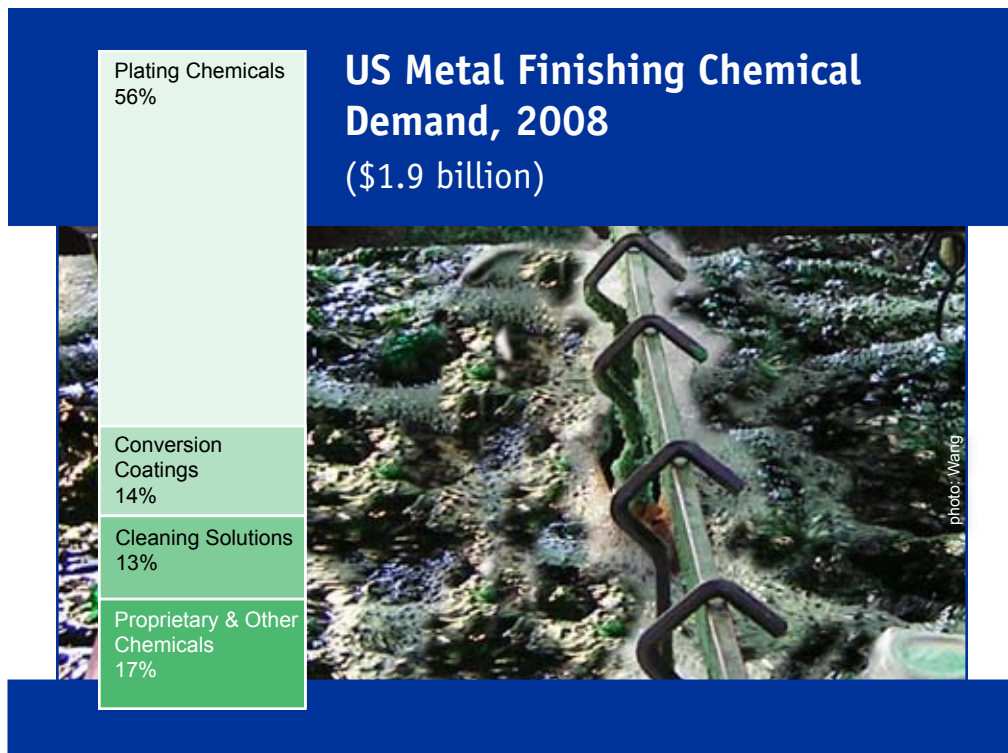 US Metal Finishing Chemical
Demand, 2008
($1.9 billion)
Plating Chemicals
56%
Conversion
Coatings
14%
Cleaning Solutions
13%
Proprietary & Other
Chemicals
17%
photo: Wang